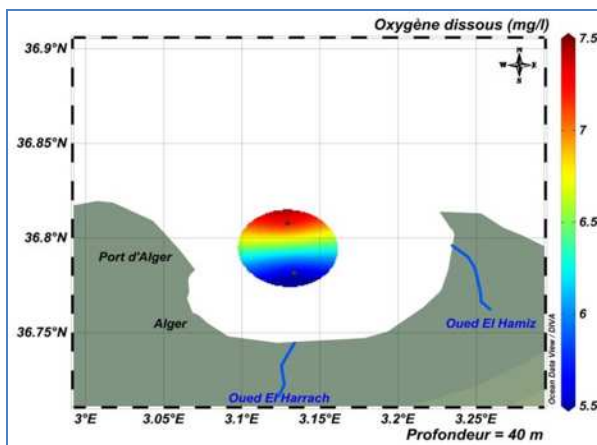 Oxygène dissous (mg/l)
7.5
36.9°N
N
W E
S
7
36.85°N
6.5
36.8°N
Port d'Alger
6
36.75°N
Alger
Oued El Hamiz
Ocean Data View / DIVA
Oued El Harrach
5.5
3°E 3.05°E 3.1°E 3.15°E 3.2°E 3.25°E
Profondeur = 40 m